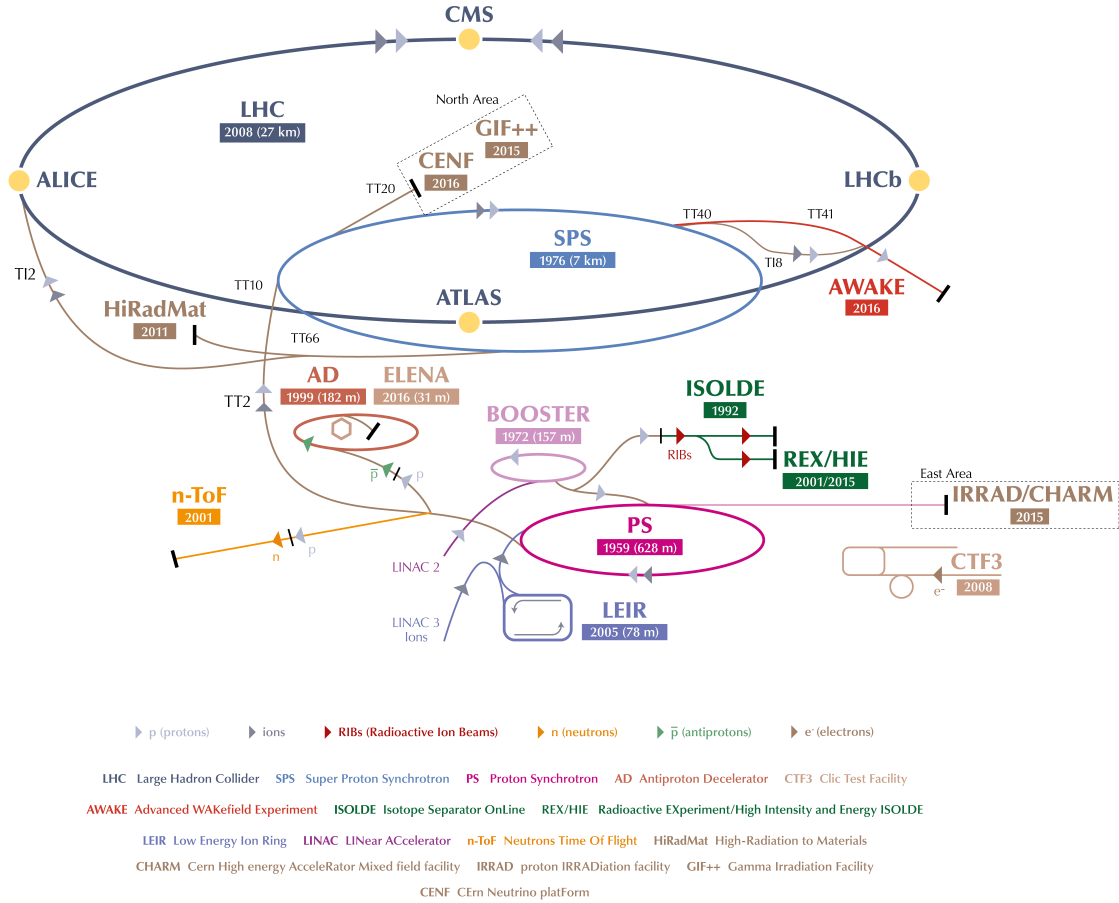 CMS
North Area
LHC
2008 (27 km)
GIF++
2015
CENF
2016
ALICE
LHCb
TT20
TT40
TT41
SPS
1976 (7 km)
TI8
TI2
TT10
AWAKE
2016
ATLAS
HiRadMat
2011
TT66
AD
1999 (182 m)
ELENA
2016 (31 m)
TT2
ISOLDE
1992
BOOSTER
1972 (157 m)
RIBs
REX/HIE
2001/2015
p̅
p
East Area
IRRAD/CHARM
2015
n-ToF
2001
PS
1959 (628 m)
n
p
LINAC 2
CTF3
2008
e-
LINAC 3
Ions
LEIR
2005 (78 m)
p (protons) ions RIBs (Radioactive Ion Beams) n (neutrons) p̅ (antiprotons) e- (electrons)
LHC Large Hadron Collider SPS Super Proton Synchrotron PS Proton Synchrotron AD Antiproton Decelerator CTF3 Clic Test Facility
AWAKE Advanced WAKefield Experiment ISOLDE Isotope Separator OnLine REX/HIE Radioactive EXperiment/High Intensity and Energy ISOLDE
LEIR Low Energy Ion Ring LINAC LINear ACcelerator n-ToF Neutrons Time Of Flight HiRadMat High-Radiation to Materials
CHARM Cern High energy AcceleRator Mixed field facility IRRAD proton IRRADiation facility GIF++ Gamma Irradiation Facility
CENF CErn Neutrino platForm